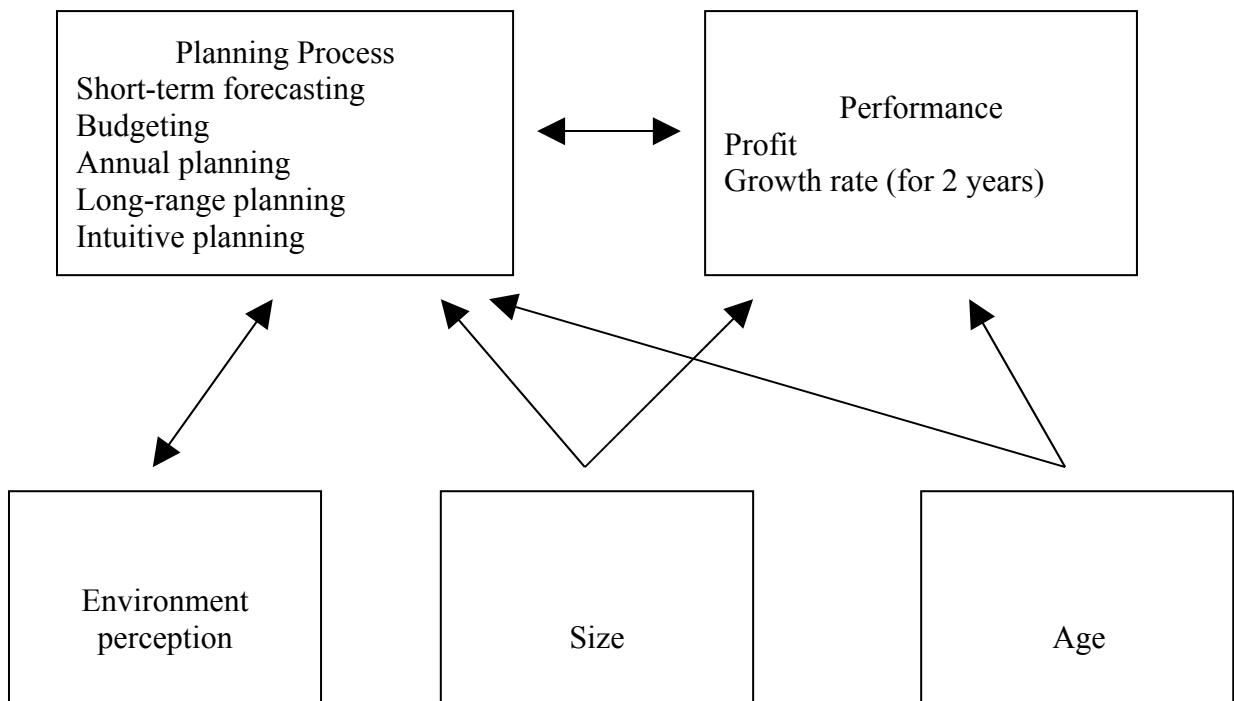 Planning Process
Short-term forecasting
Budgeting
Annual planning
Long-range planning
Intuitive planning
Performance
Profit
Growth rate (for 2 years)
Environment
perception
Size
Age